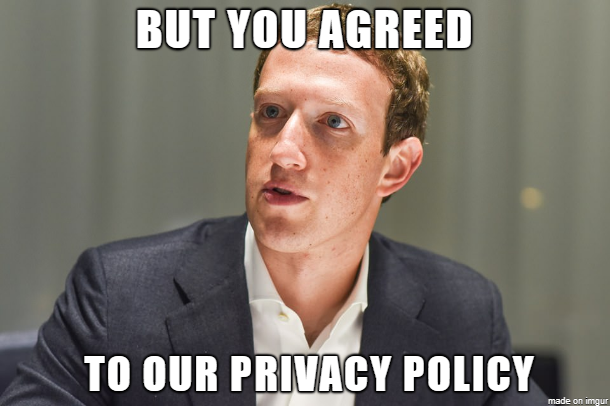 BUT YOU AGREED
TO OUR PRIVACY POLICY
made on imgur